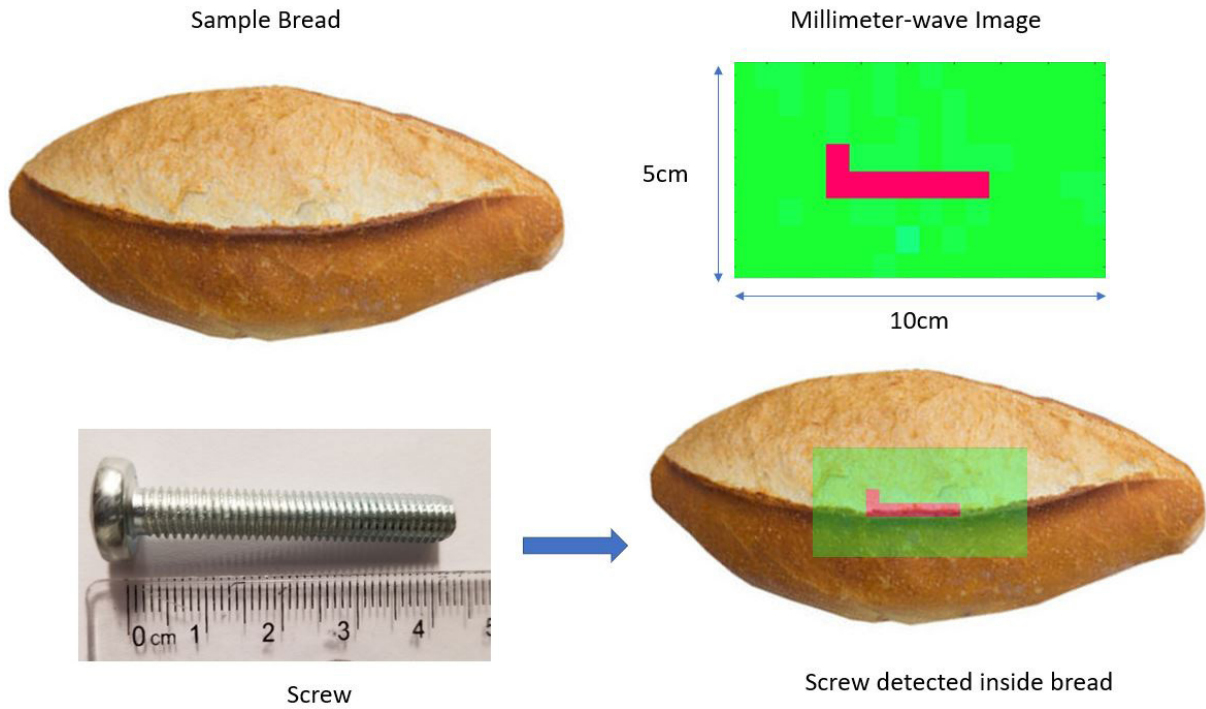 Sample Bread
Millimeter-wave Image
5cm
10cm
0 cm 1 2 3 4 5
Screw
Screw detected inside bread